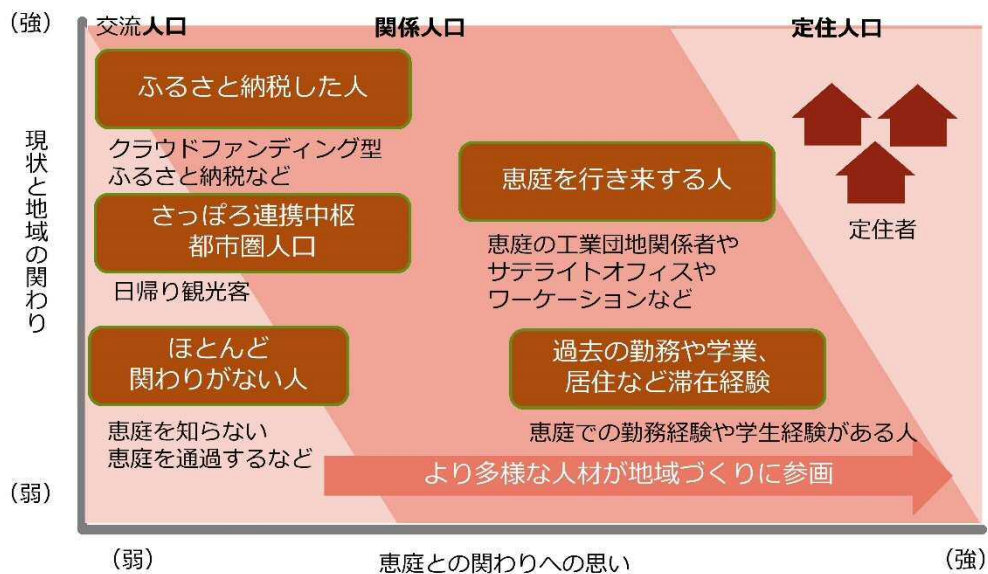 (強)
交流人口
関係人口
定住人口
ふるさと納税した人
クラウドファンディング型
ふるさと納税など
さっぽろ連携中枢
都市圏人口
日帰り観光客
ほとんど
関わりがない人
恵庭を知らない
恵庭を通過するなど
恵庭を行き来する人
恵庭の工業団地関係者や
サテライトオフィスや
ワーケーションなど
過去の勤務や学業、
居住など滞在経験
恵庭での勤務経験や学生経験がある人
定住者
より多様な人材が地域づくりに参画
現状と地域の関わり
(弱)
(弱)
恵庭との関わりへの思い
(強)